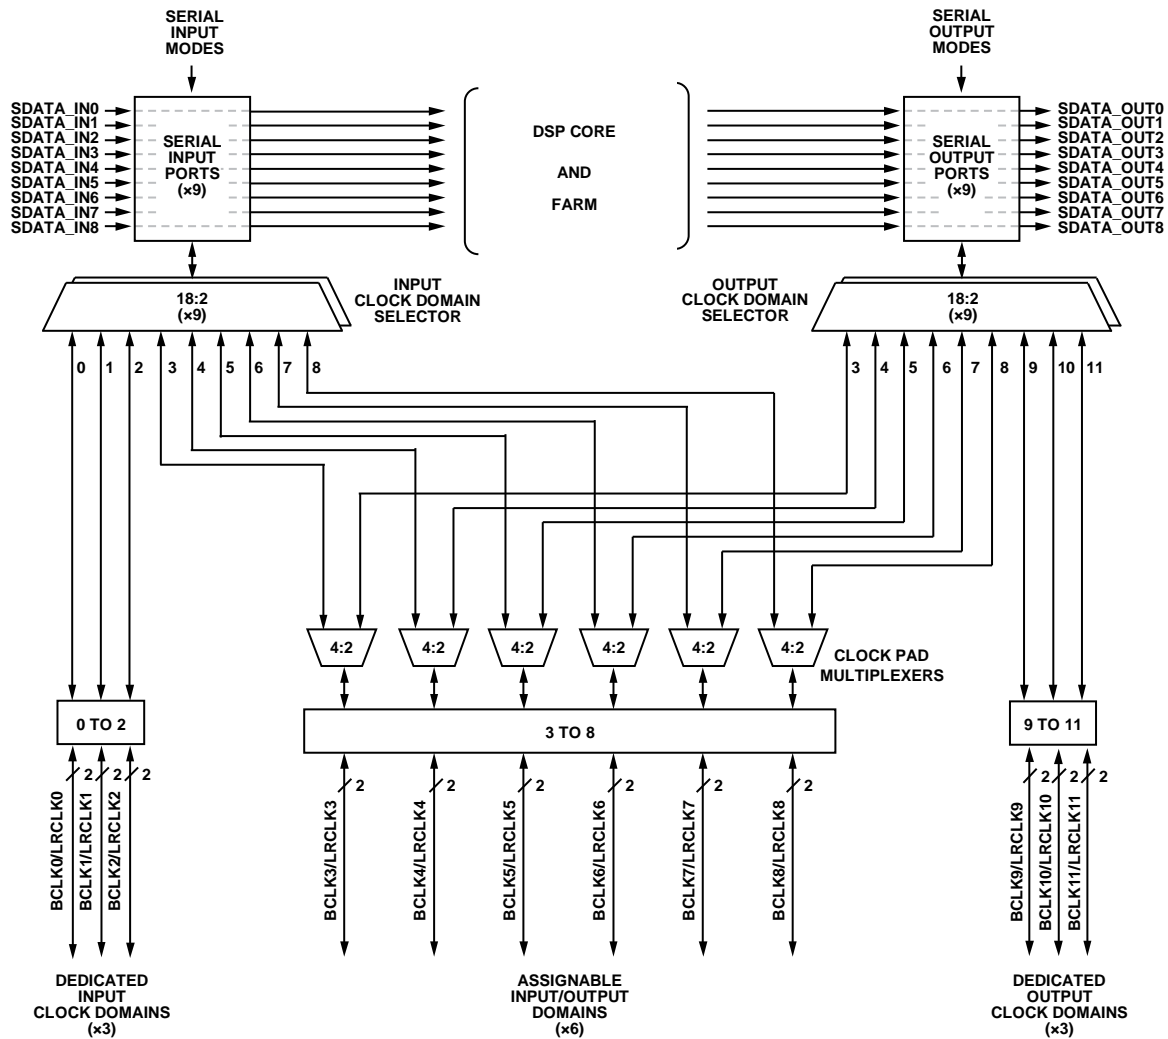 SERIAL
INPUT
MODES
SERIAL
OUTPUT
MODES
SDATA_IN0
SDATA_IN1
SDATA_IN2
SDATA_IN3
SDATA_IN4
SDATA_IN5
SDATA_IN6
SDATA_IN7
SDATA_IN8
SERIAL
INPUT
PORTS
(×9)
DSP CORE
AND
FARM
SERIAL
OUTPUT
PORTS
(×9)
SDATA_OUT0
SDATA_OUT1
SDATA_OUT2
SDATA_OUT3
SDATA_OUT4
SDATA_OUT5
SDATA_OUT6
SDATA_OUT7
SDATA_OUT8
18:2
(×9)
INPUT
CLOCK DOMAIN
SELECTOR
OUTPUT
CLOCK DOMAIN
SELECTOR
18:2
(×9)
0 1 2 3 4 5 6 7 8
3 4 5 6 7 8 9 10 11
4:2 4:2 4:2 4:2 4:2 4:2
CLOCK PAD
MULTIPLEXERS
0 TO 2
3 TO 8
9 TO 11
2 2 2
2 2 2 2 2 2
2 2 2
BCLK0/LRCLK0
BCLK1/LRCLK1
BCLK2/LRCLK2
BCLK3/LRCLK3
BCLK4/LRCLK4
BCLK5/LRCLK5
BCLK6/LRCLK6
BCLK7/LRCLK7
BCLK8/LRCLK8
BCLK9/LRCLK9
BCLK10/LRCLK10
BCLK11/LRCLK11
DEDICATED
INPUT
CLOCK DOMAINS
(×3)
ASSIGNABLE
INPUT/OUTPUT
DOMAINS
(×6)
DEDICATED
OUTPUT
CLOCK DOMAINS
(×3)